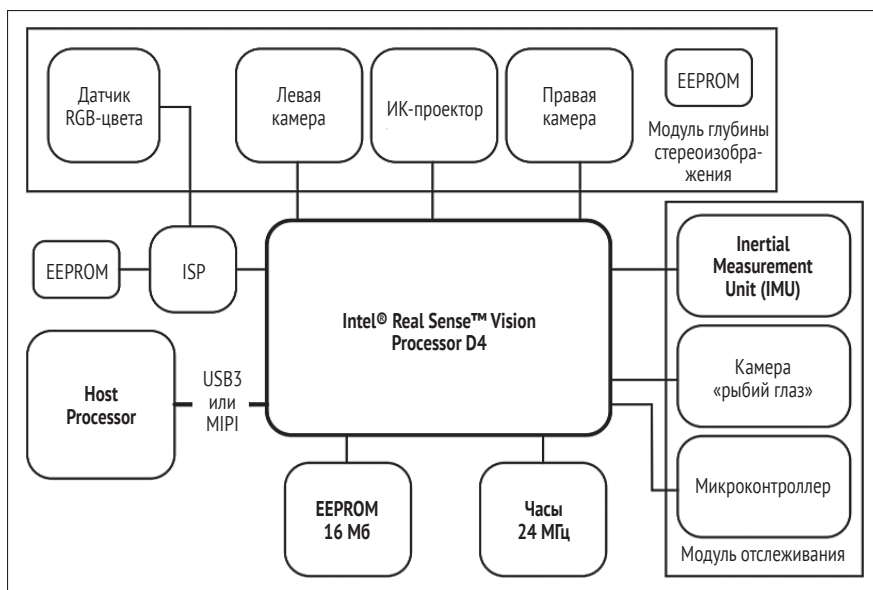 Датчик
RGB-цвета
Левая
камера
ИК-проектор
Правая
камера
EEPROM
Модуль глубины
стереоизобра-
жения
EEPROM
ISP
Intel® Real Sense™ Vision
Processor D4
Inertial
Measurement
Unit (IMU)
Камера
«рыбий глаз»
Микроконтроллер
Модуль отслеживания
Host
Processor
USB3
или
MIPI
EEPROM
16 Мб
Часы
24 МГц